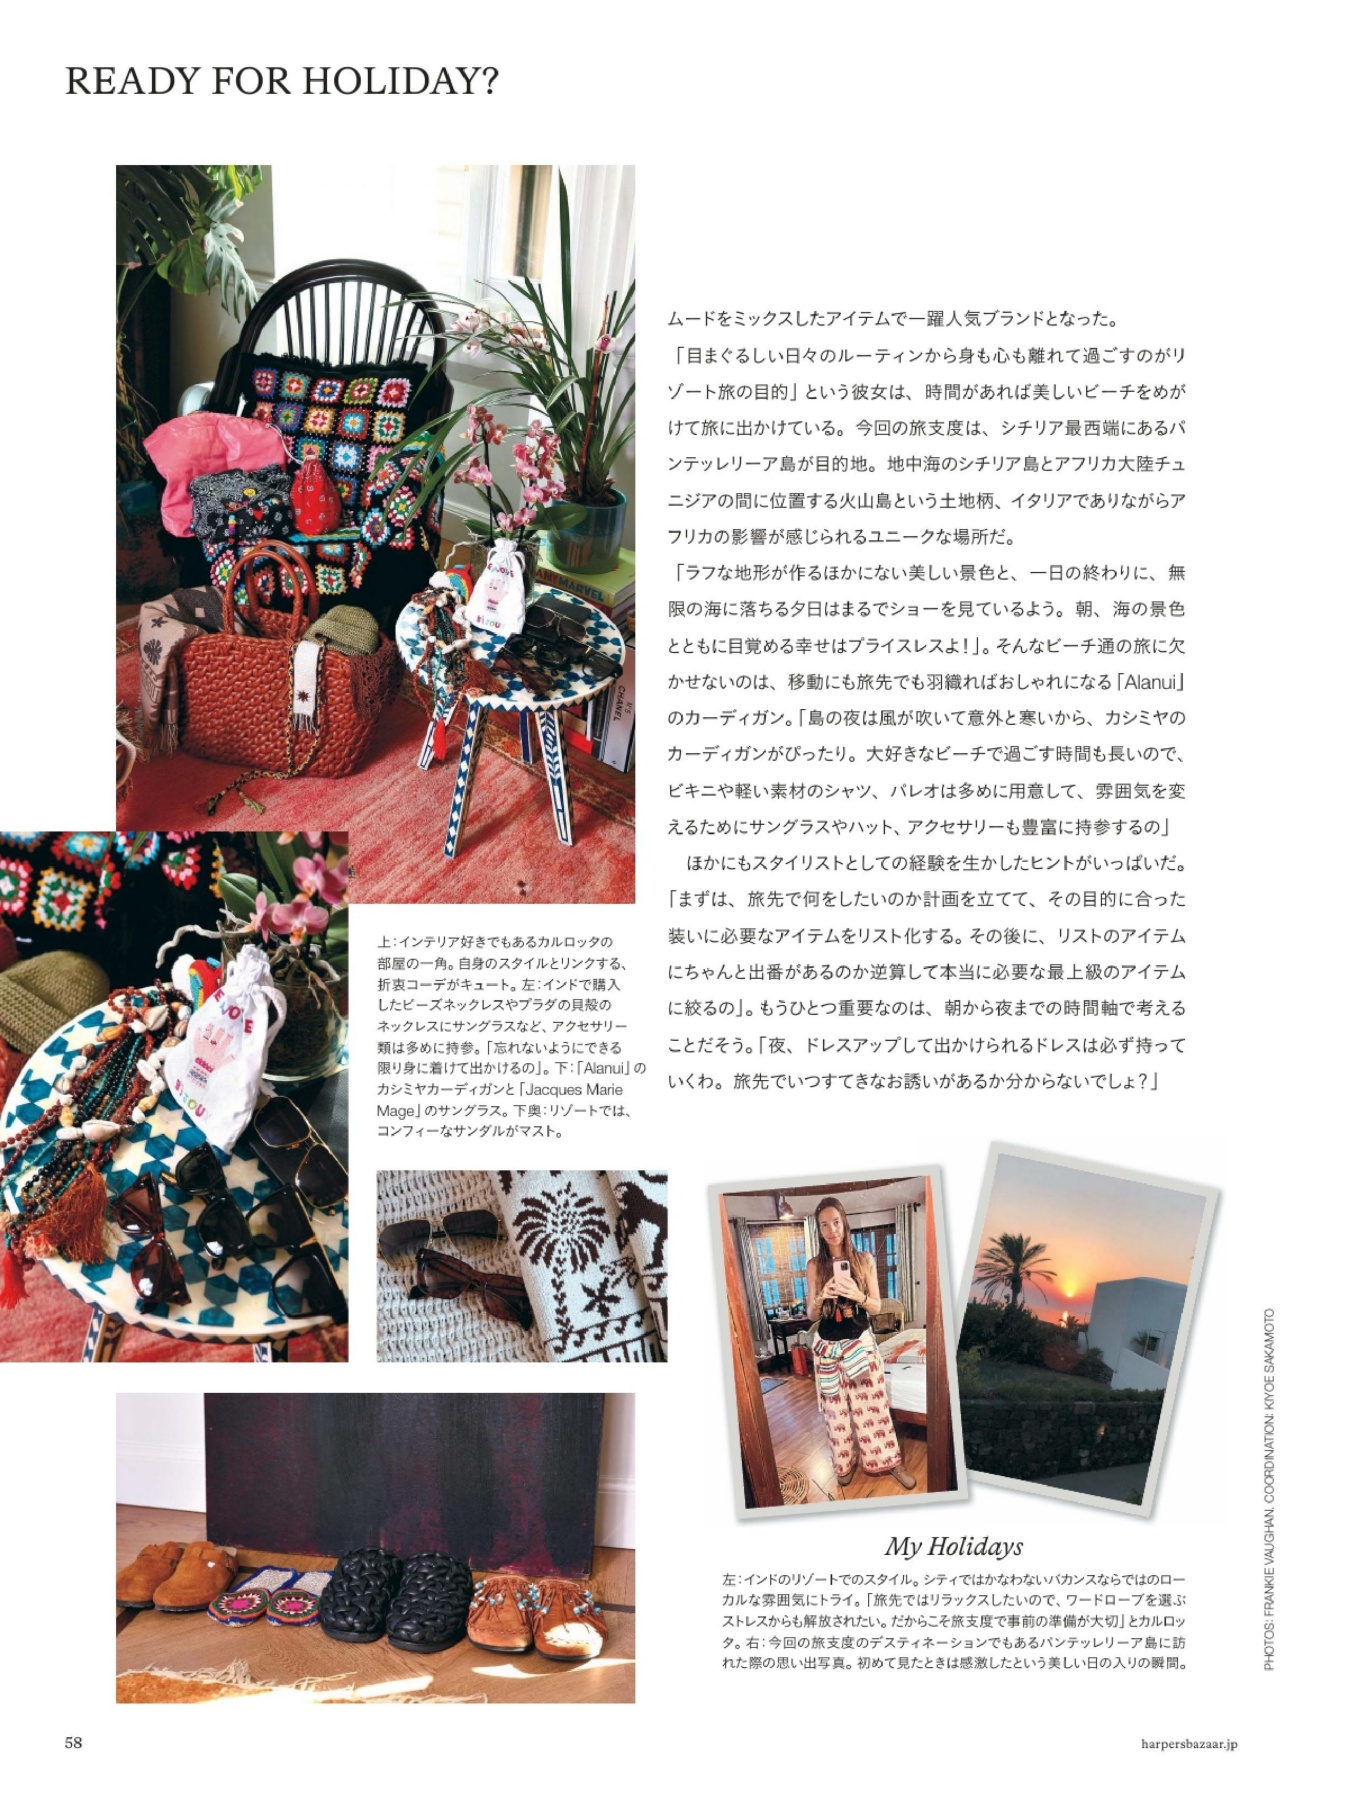 READY FOR HOLIDAY?
ムードをミックスしたアイテムで一躍人気ブランドとなった。
「目まぐるしい日々のルーティンから身も心も離れて過ごすのがリ
ゾート旅の目的」という彼女は、時間があれば美しいビーチをめが
けて旅に出かけている。今回の旅支度は、シチリア最西端にあるパ
ンテッレリーア島が目的地。地中海のシチリア島とアフリカ大陸チュ
ニジアの間に位置する火山島という土地柄、イタリアでありながらア
フリカの影響が感じられるユニークな場所だ。
「ラフな地形が作るほかにない美しい景色と、一日の終わりに、無
限の海に落ちる夕日はまるでショーを見ているよう。朝、海の景色
とともに目覚める幸せはプライスレスよ！」。そんなビーチ通の旅に欠
かせないのは、移動にも旅先でも羽織ればおしゃれになる「Alanui」
のカーディガン。「島の夜は風が吹いて意外と寒いから、カシミヤの
カーディガンがぴったり。大好きなビーチで過ごす時間も長いので、
ビキニや軽い素材のシャツ、パレオは多めに用意して、雰囲気を変
えるためにサングラスやハット、アクセサリーも豊富に持参するの」
ほかにもスタイリストとしての経験を生かしたヒントがいっぱいだ。
「まずは、旅先で何をしたいのか計画を立てて、その目的に合った
装いに必要なアイテムをリスト化する。その後に、リストのアイテム
にちゃんと出番があるのか逆算して本当に必要な最上級のアイテム
に絞るの」。もうひとつ重要なのは、朝から夜までの時間軸で考える
ことだそう。「夜、ドレスアップして出かけられるドレスは必ず持って
いくわ。旅先でいつすてきなお誘いがあるか分からないでしょ？」
上：インテリア好きでもあるカルロッタの
部屋の一角。自身のスタイルとリンクする、
折衷コーデがキュート。左：インドで購入
したビーズネックレスやプラダの貝殻の
ネックレスにサングラスなど、アクセサリー
類は多めに持参。「忘れないようにできる
限り身に着けて出かけるの」。下：「Alanui」の
カシミヤカーディガンと「Jacques Marie
Mage」のサングラス。下奥：リゾートでは、
コンフィーなサンダルがマスト。
My Holidays
左：インドのリゾートでのスタイル。シティではかなわないバカンスならではのロー
カルな雰囲気にトライ。「旅先ではリラックスしたいので、ワードローブを選ぶ
ストレスからも解放されたい。だからこそ旅支度で事前の準備が大切」とカルロッ
タ。右：今回の旅支度のデスティネーションでもあるパンテッレリーア島に訪
れた際の思い出写真。初めて見たときは感激したという美しい日の入りの瞬間。
PHOTOS: FRANKIE VAUGHAN. COORDINATION: KIYOE SAKAMOTO
58
harpersbazaar.jp
MARVEL
CHANEL